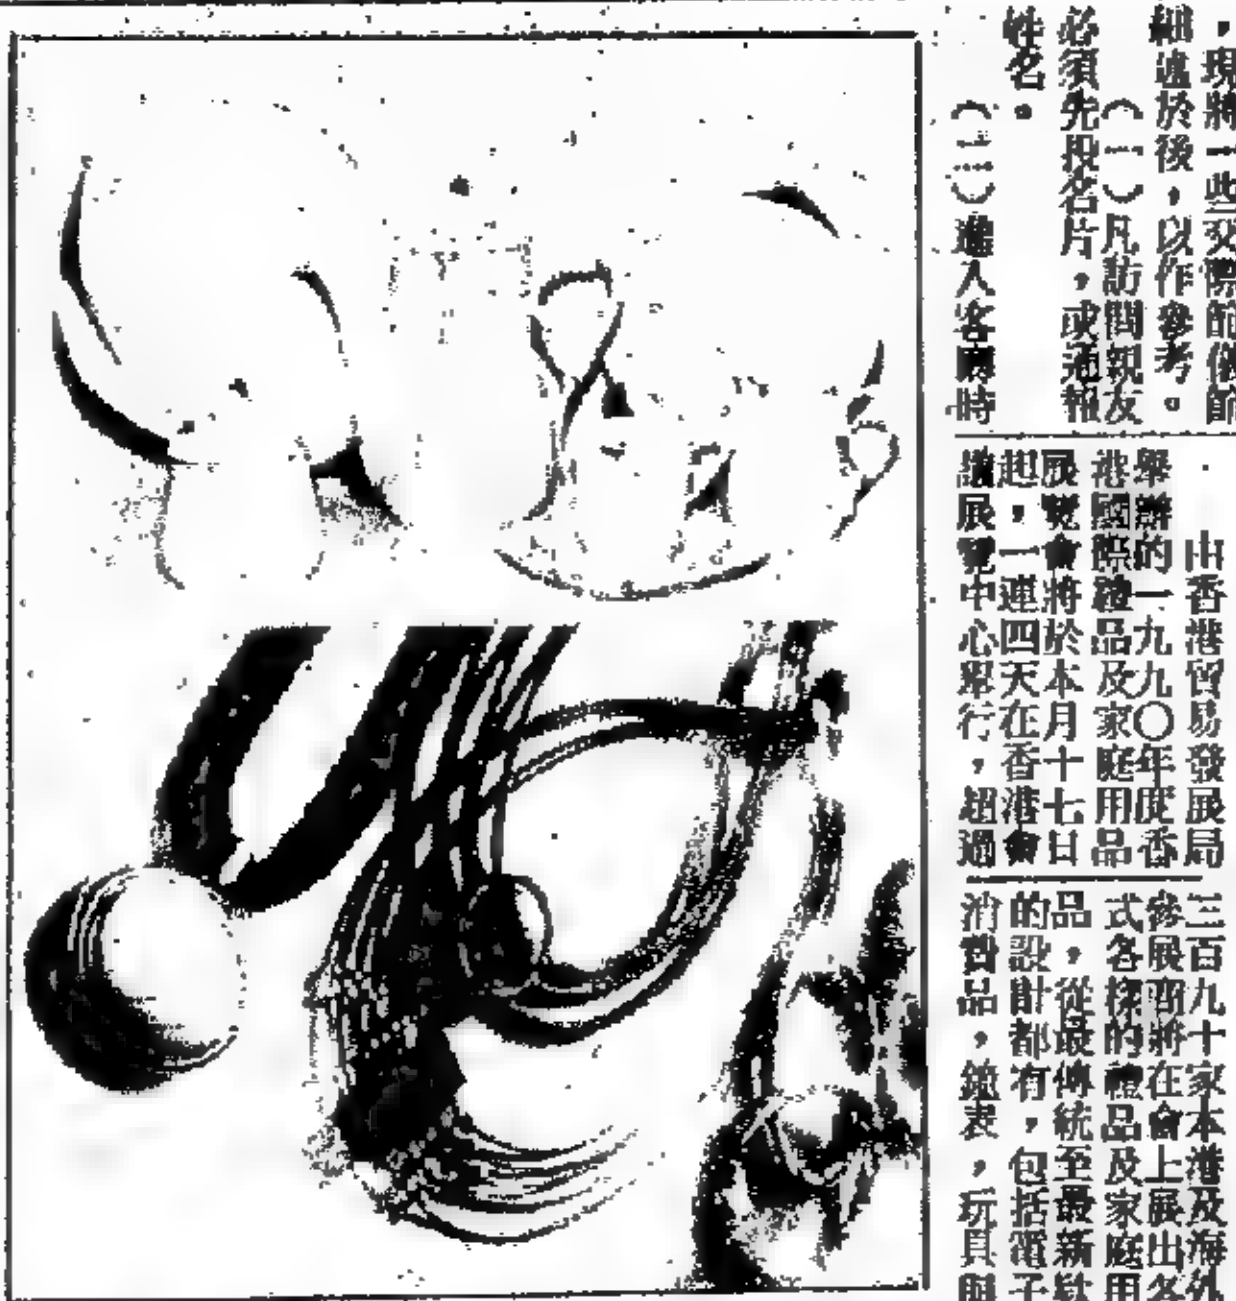 ，現將一些交際節儀節
細述於後，以作參考。
（一）凡訪問親友
必須先投名片，或通報
姓名。
（二）進入客廳時
由香港貿易發展局
舉辦的一九九〇年度香
港國際禮品及家庭用品
展覽會將於本月十七日
起，一連四天在香港會
議展覽中心舉行，超過
三百九十家本港及海外
參展商將在會上展出各
式各樣的禮品及家庭用
品，從最傳統至最新款
的設計都有，包括電子
消費品，鐘表，玩具與